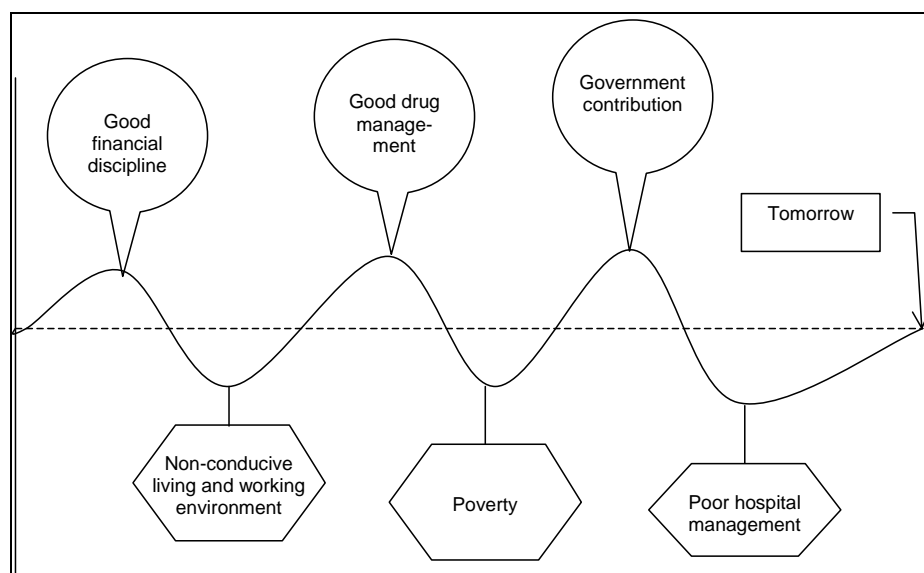 Good
financial
discipline
Good drug
manage-
ment
Government
contribution
Tomorrow
Non-conducive
living and working
environment
Poverty
Poor hospital
management